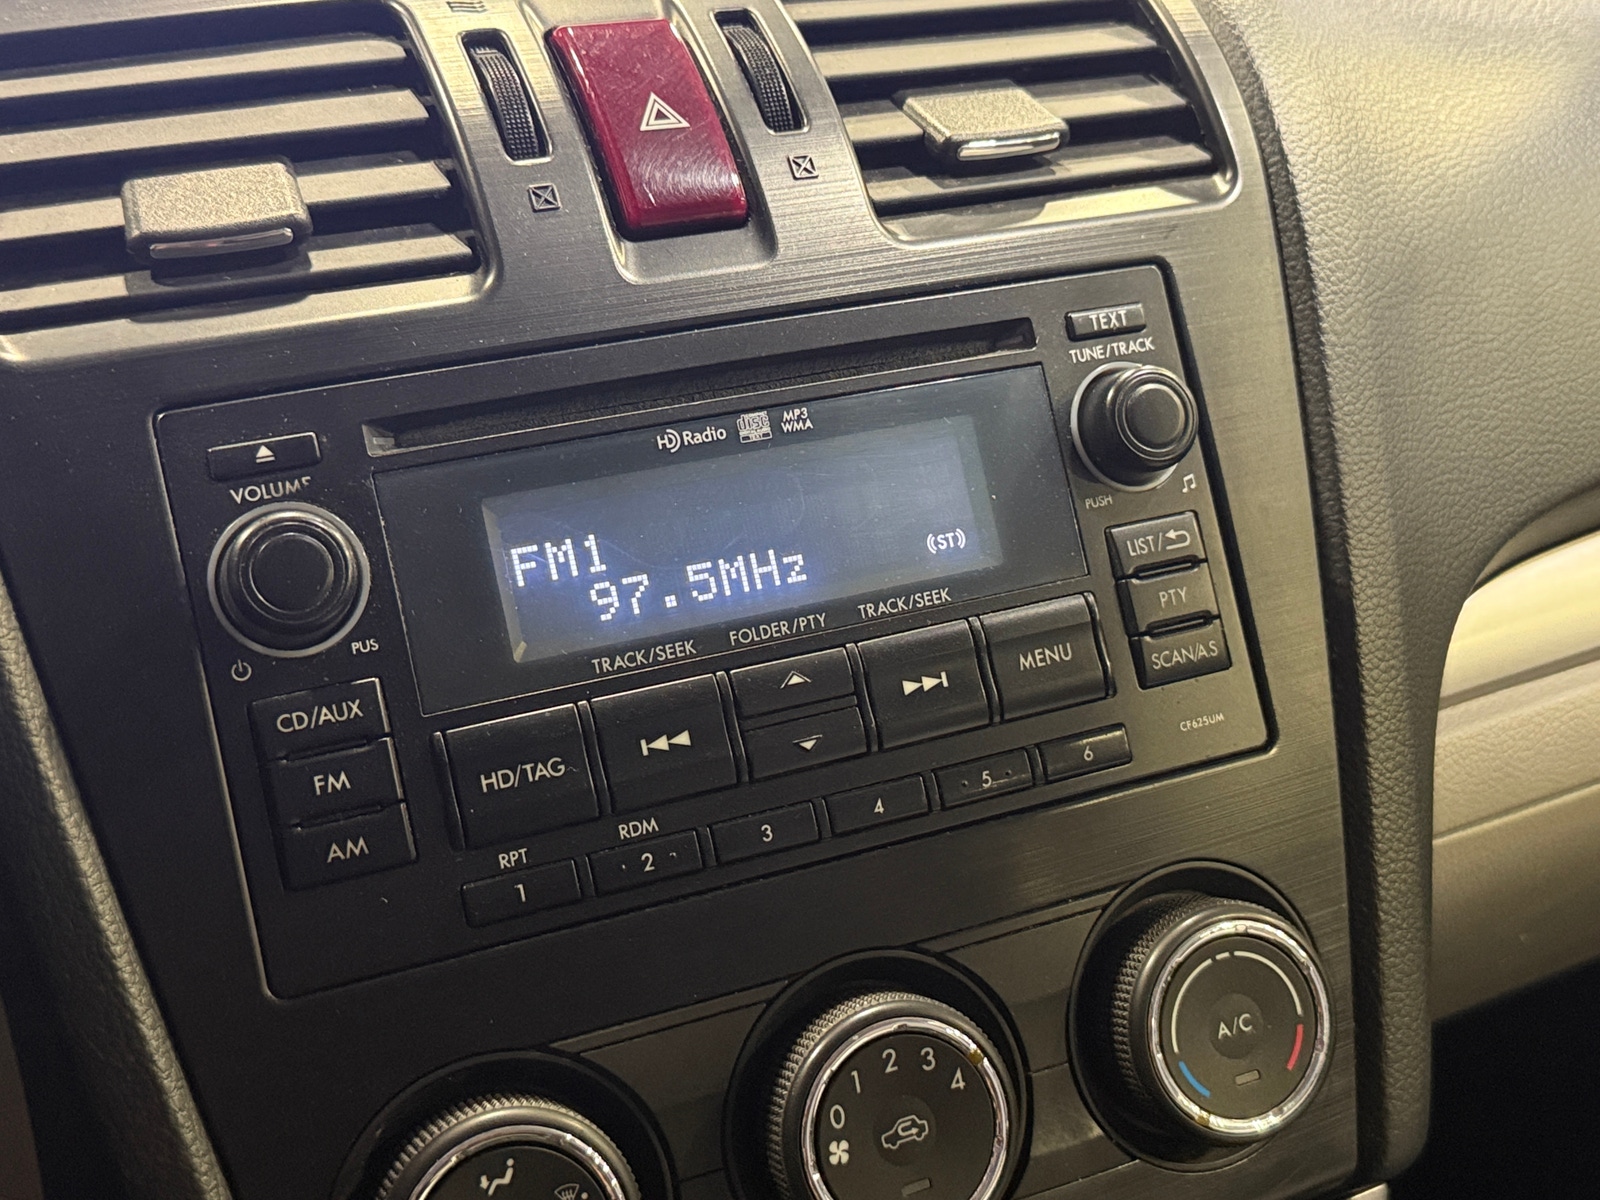 TEXT
TUNE/TRACK
HD Radio
disc
TEXT
MP3
WMA
VOLUME
PUSH
FM1
97.5MHz
(ST)
LIST/
PTY
SCAN/AS
PUS
TRACK/SEEK
FOLDER/PTY
TRACK/SEEK
MENU
CD/AUX
FM
AM
HD/TAG
CF625UM
RPT
RDM
1
2
3
4
5
6
A/C
0
1
2
3
4